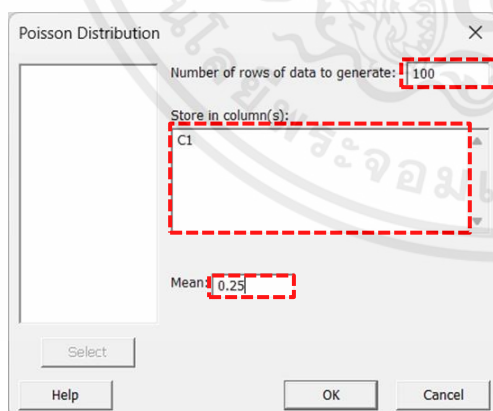 Poisson Distribution
Number of rows of data to generate: 100
Store in column(s):
C1
Mean: 0.25
Select
Help OK Cancel